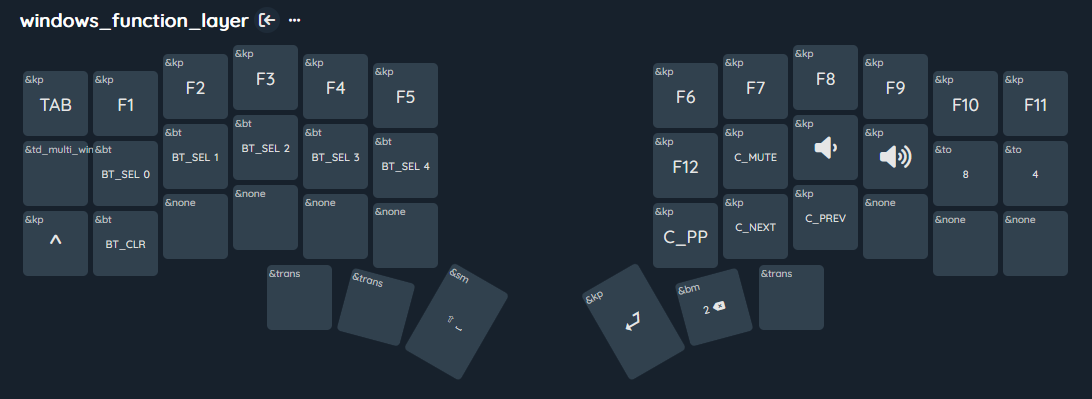 windows_function_layer
&kp &kp &kp &kp &kp &kp
TAB F1 F2 F3 F4 F5
&kp &kp &kp &kp &kp &kp
F6 F7 F8 F9 F10 F11
&td_multi_win &bt &bt &bt &bt &bt
BT_SEL 0 BT_SEL 1 BT_SEL 2 BT_SEL 3 BT_SEL 4
&kp &kp &kp &kp &to &to
F12 C_MUTE 8 4
&kp &bt &none &none &none &none
^ BT_CLR
&kp &kp &kp &none &none &none
C_PP C_NEXT C_PREV
&trans &trans &sm
&kp &bm &trans
2